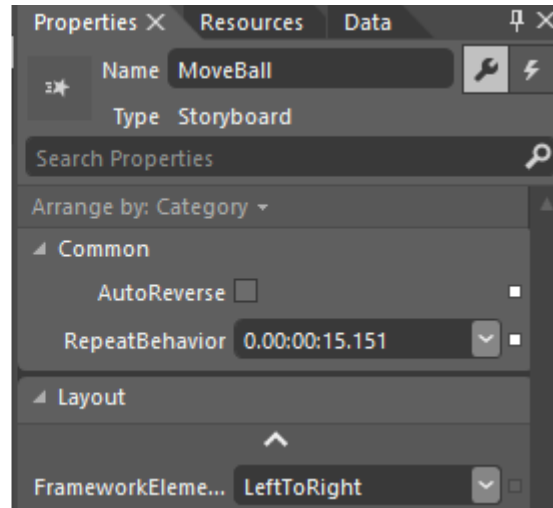 Properties Resources Data
Name MoveBall
Type Storyboard
Search Properties
Arrange by: Category
Common
AutoReverse
RepeatBehavior 0.00:00:15.151
Layout
FrameworkEleme... LeftToRight